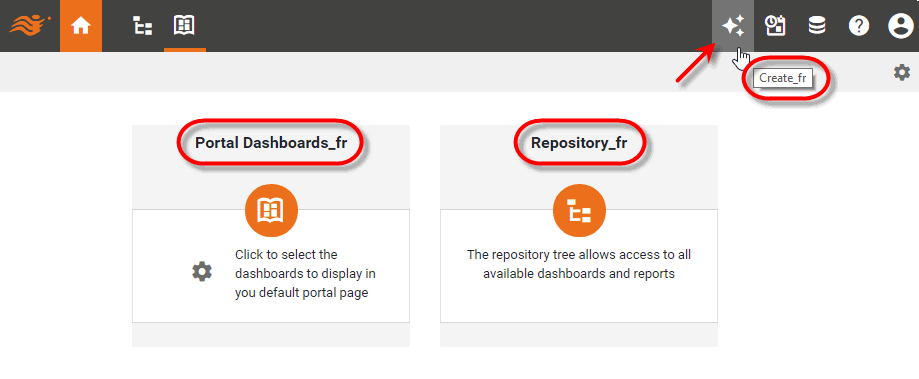 Create_fr
Portal Dashboards_fr
Repository_fr
Click to select the
dashboards to display in
you default portal page
The repository tree allows access to all
available dashboards and reports